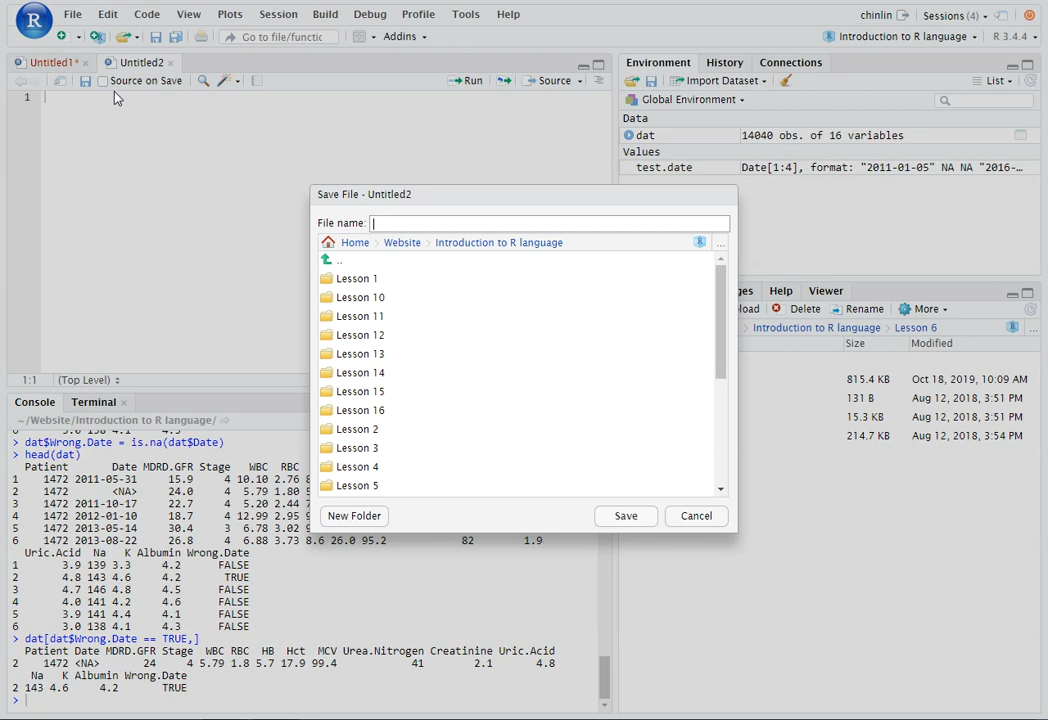 R File Edit Code View Plots Session Build Debug Profile Tools Help chinlin Sessions (4)
Go to file/functic Addins Introduction to R language R 3.4.4
Untitled1* Untitled2
Source on Save Run Source
1
1:1 (Top Level)
Environment History Connections
Import Dataset List
Global Environment
Data
dat 14040 obs. of 16 variables
Values
test.date Date[1:4], format: "2011-01-05" NA NA "2016-…
Save File - Untitled2
File name:
Home Website Introduction to R language ...
..
Lesson 1
Lesson 10
Lesson 11
Lesson 12
Lesson 13
Lesson 14
Lesson 15
Lesson 16
Lesson 2
Lesson 3
Lesson 4
Lesson 5
New Folder Save Cancel
Help Viewer
Delete Rename More
Introduction to R language Lesson 6 ...
Size Modified
815.4 KB Oct 18, 2019, 10:09 AM
131 B Aug 12, 2018, 3:51 PM
15.3 KB Aug 12, 2018, 3:51 PM
214.7 KB Aug 12, 2018, 3:54 PM
Console Terminal
~/Website/Introduction to R language/
> dat$Wrong.Date = is.na(dat$Date)
> head(dat)
Patient Date MDRD.GFR Stage WBC RBC
1 1472 2011-05-31 15.9 4 10.10 2.76
2 1472 <NA> 24.0 4 5.79 1.80
3 1472 2011-10-17 22.7 4 5.20 2.44
4 1472 2012-01-10 18.7 4 12.99 2.95
5 1472 2013-05-14 30.4 3 6.78 3.02
6 1472 2013-08-22 26.8 4 6.88 3.73 8.6 26.0 95.2 82 1.9
Uric.Acid Na K Albumin Wrong.Date
1 3.9 139 3.3 4.2 FALSE
2 4.8 143 4.6 4.2 TRUE
3 4.7 146 4.8 4.5 FALSE
4 4.0 141 4.2 4.6 FALSE
5 3.9 141 4.4 4.1 FALSE
6 3.0 138 4.1 4.3 FALSE
> dat[dat$Wrong.Date == TRUE,]
Patient Date MDRD.GFR Stage WBC RBC HB Hct MCV Urea.Nitrogen Creatinine Uric.Acid
2 1472 <NA> 24 4 5.79 1.8 5.7 17.9 99.4 41 2.1 4.8
Na K Albumin Wrong.Date
2 143 4.6 4.2 TRUE
>